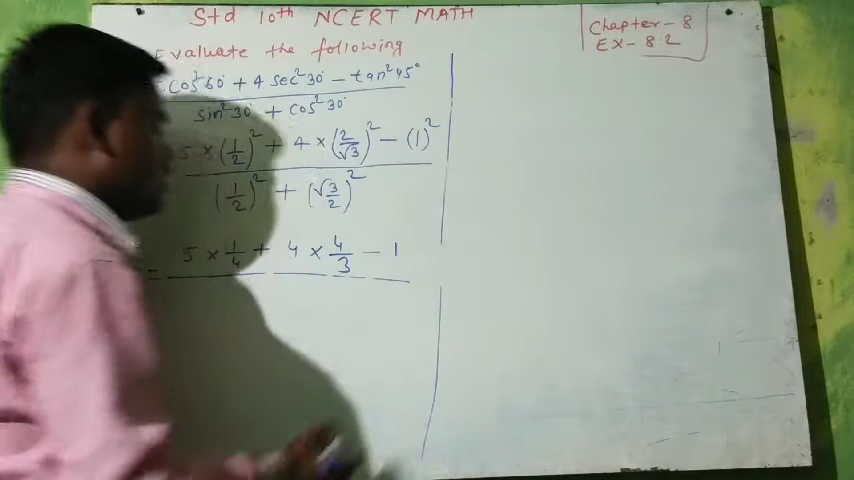 Std 10th NCERT MATH
Chapter - 8
EX - 8.2
Evaluate the following
cos²60° + 4 sec²30° - tan²45°
sin²30° + cos²30°
5 × (1/2)² + 4 × (2/√3)² - (1)²
(1/2)² + (√3/2)²
= 5 × 1/4 + 4 × 4/3 - 1